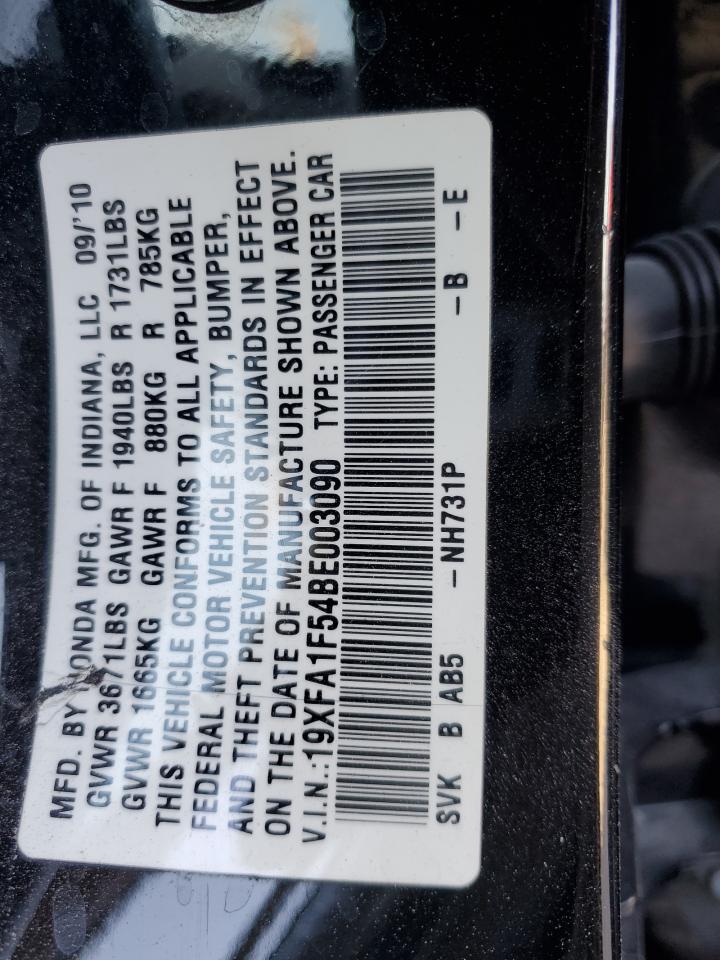 MFD. BY HONDA MFG. OF INDIANA, LLC 09/'10
GVWR 3671LBS GAWR F 1940LBS R 1731LBS
GVWR 1665KG GAWR F 880KG R 785KG
THIS VEHICLE CONFORMS TO ALL APPLICABLE
FEDERAL MOTOR VEHICLE SAFETY, BUMPER,
AND THEFT PREVENTION STANDARDS IN EFFECT
ON THE DATE OF MANUFACTURE SHOWN ABOVE.
V.I.N.:19XFA1F54BE003090 TYPE: PASSENGER CAR
SVK B AB5 –NH731P –B –E